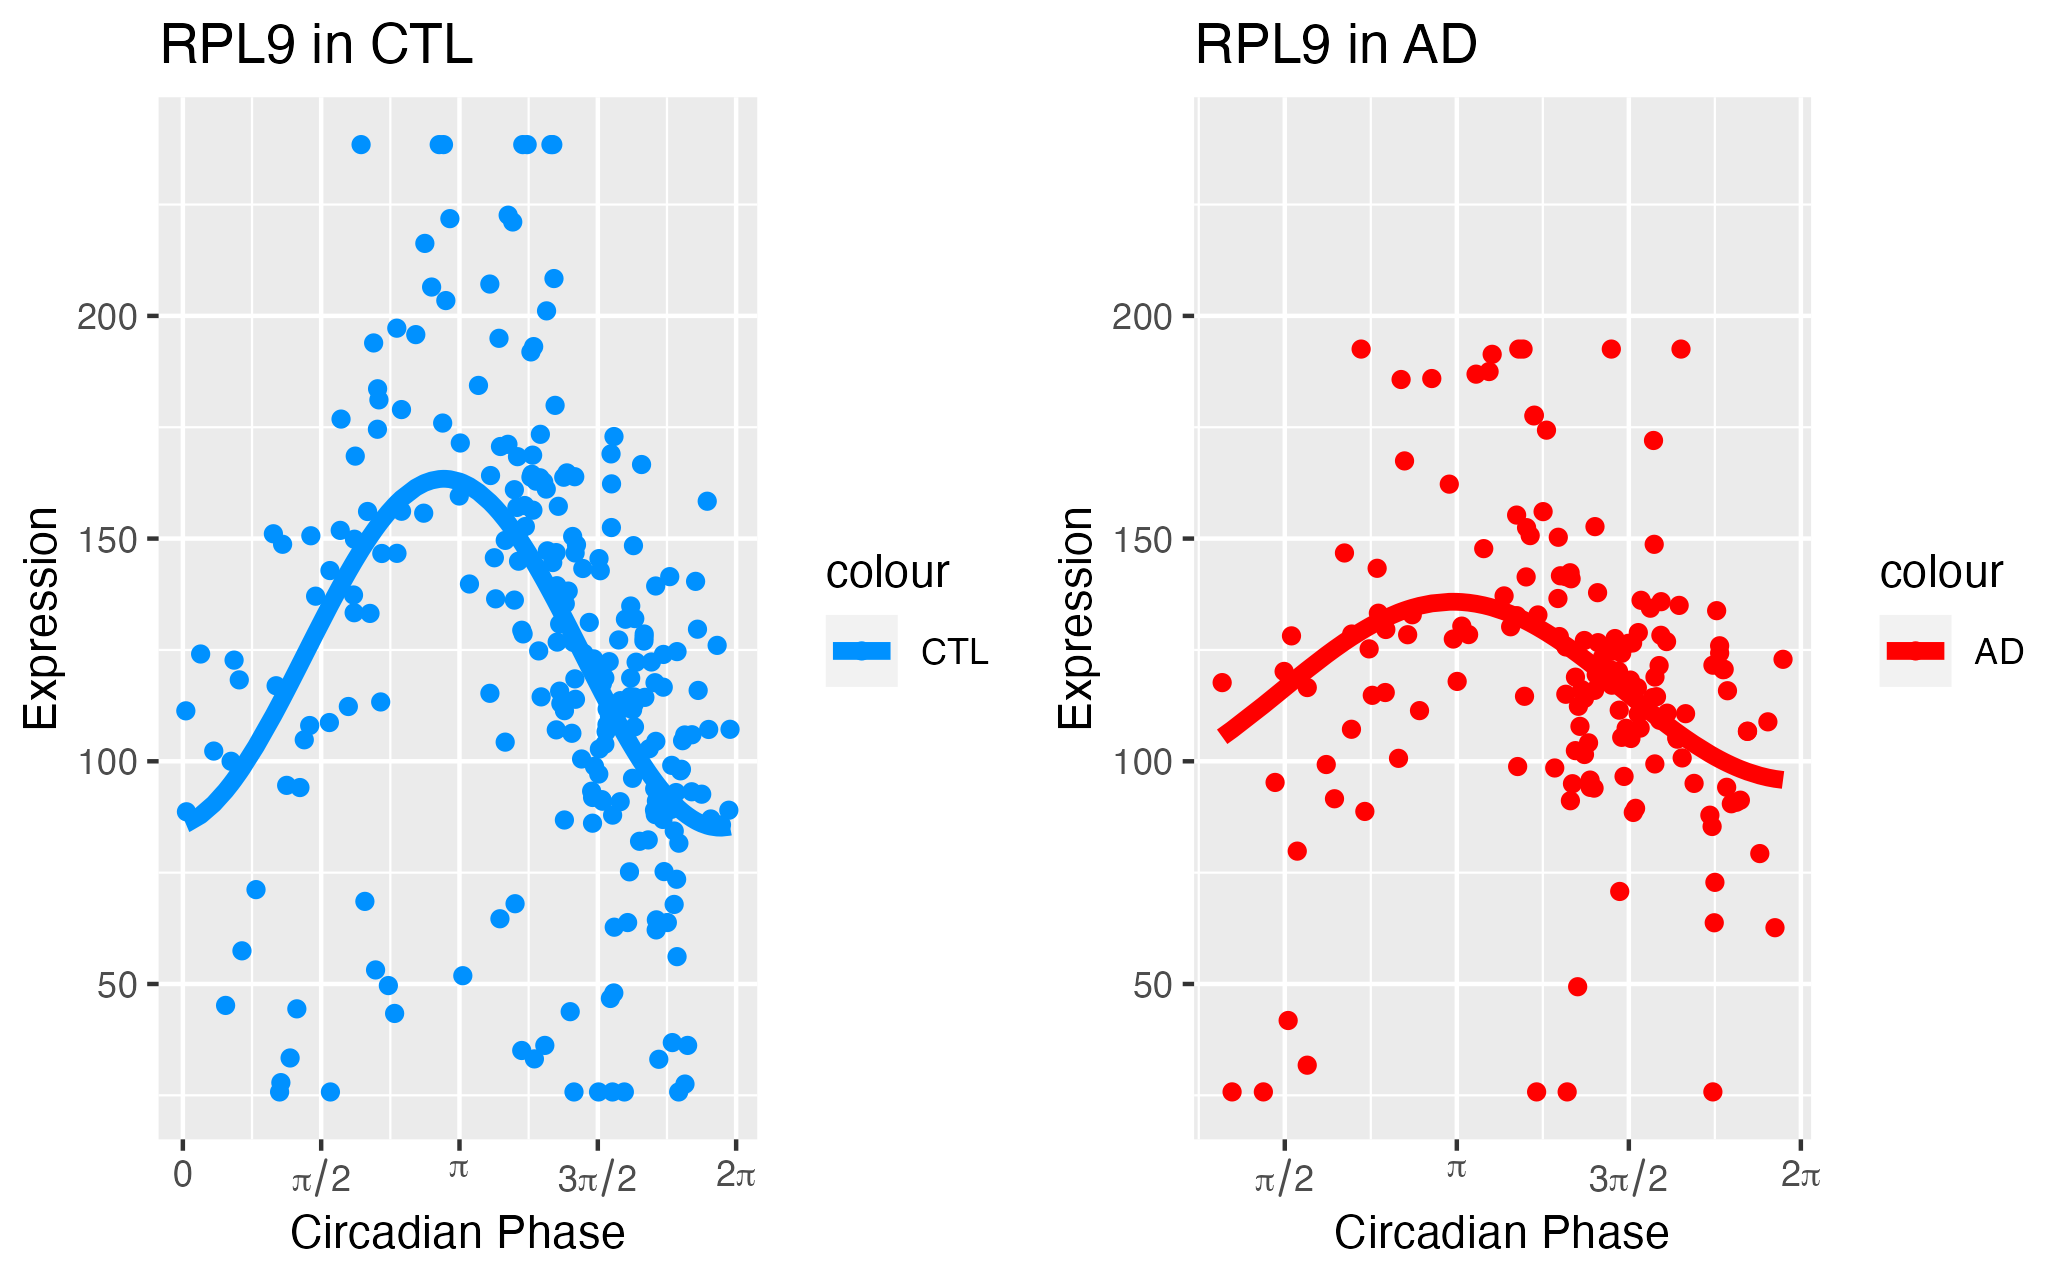 RPL9 in CTL
Expression
200
150
100
50
0
π/2
π
3π/2
2π
Circadian Phase
colour
CTL
RPL9 in AD
Expression
200
150
100
50
π/2
π
3π/2
2π
Circadian Phase
colour
AD